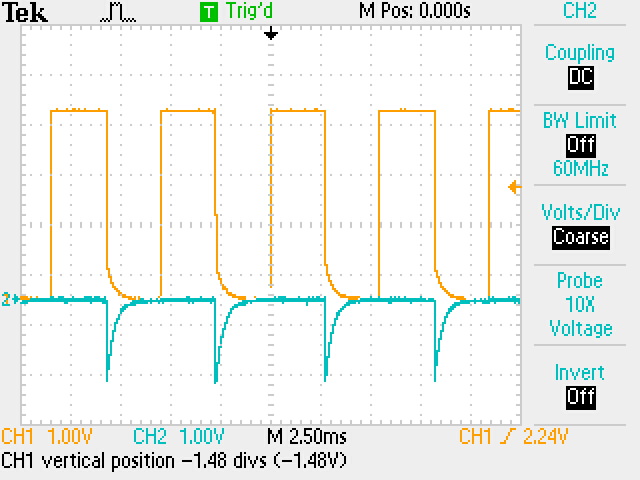 Tek T Trig'd M Pos: 0.000s CH2
Coupling
DC
BW Limit
Off
60MHz
Volts/Div
Coarse
Probe
10X
Voltage
Invert
Off
2
CH1 1.00V CH2 1.00V M 2.50ms CH1 2.24V
CH1 vertical position -1.48 divs (-1.48V)